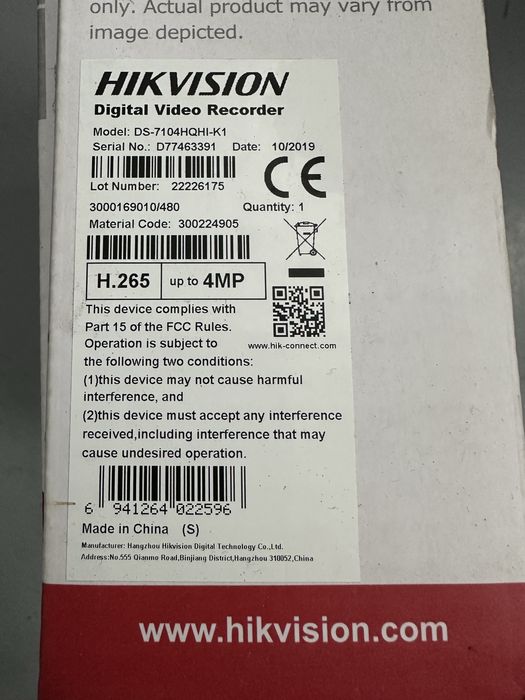 only. Actual product may vary from
image depicted.
HIKVISION
Digital Video Recorder
Model: DS-7104HQHI-K1
Serial No.: D77463391 Date: 10/2019
CE
Lot Number: 22226175
3000169010/480 Quantity: 1
Material Code: 300224905
H.265 up to 4MP
This device complies with
Part 15 of the FCC Rules.
Operation is subject to
www.hik-connect.com
the following two conditions:
(1)this device may not cause harmful
interference, and
(2)this device must accept any interference
received,including interference that may
cause undesired operation.
6 941264 022596
Made in China (S)
Manufacturer: Hangzhou Hikvision Digital Technology Co.,Ltd.
Address:No.555 Qianmo Road,Binjiang District,Hangzhou 310052,China
www.hikvision.com